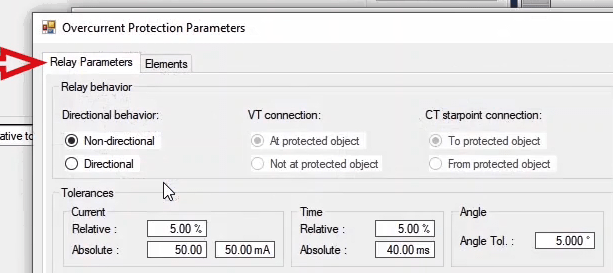 Overcurrent Protection Parameters
Relay Parameters Elements
Relay behavior
Directional behavior: VT connection: CT starpoint connection:
Non-directional At protected object To protected object
Directional Not at protected object From protected object
ative to
Tolerances
Current Time Angle
Relative : 5.00 % Relative : 5.00 % Angle Tol. : 5.000 °
Absolute : 50.00 50.00 mA Absolute : 40.00 ms